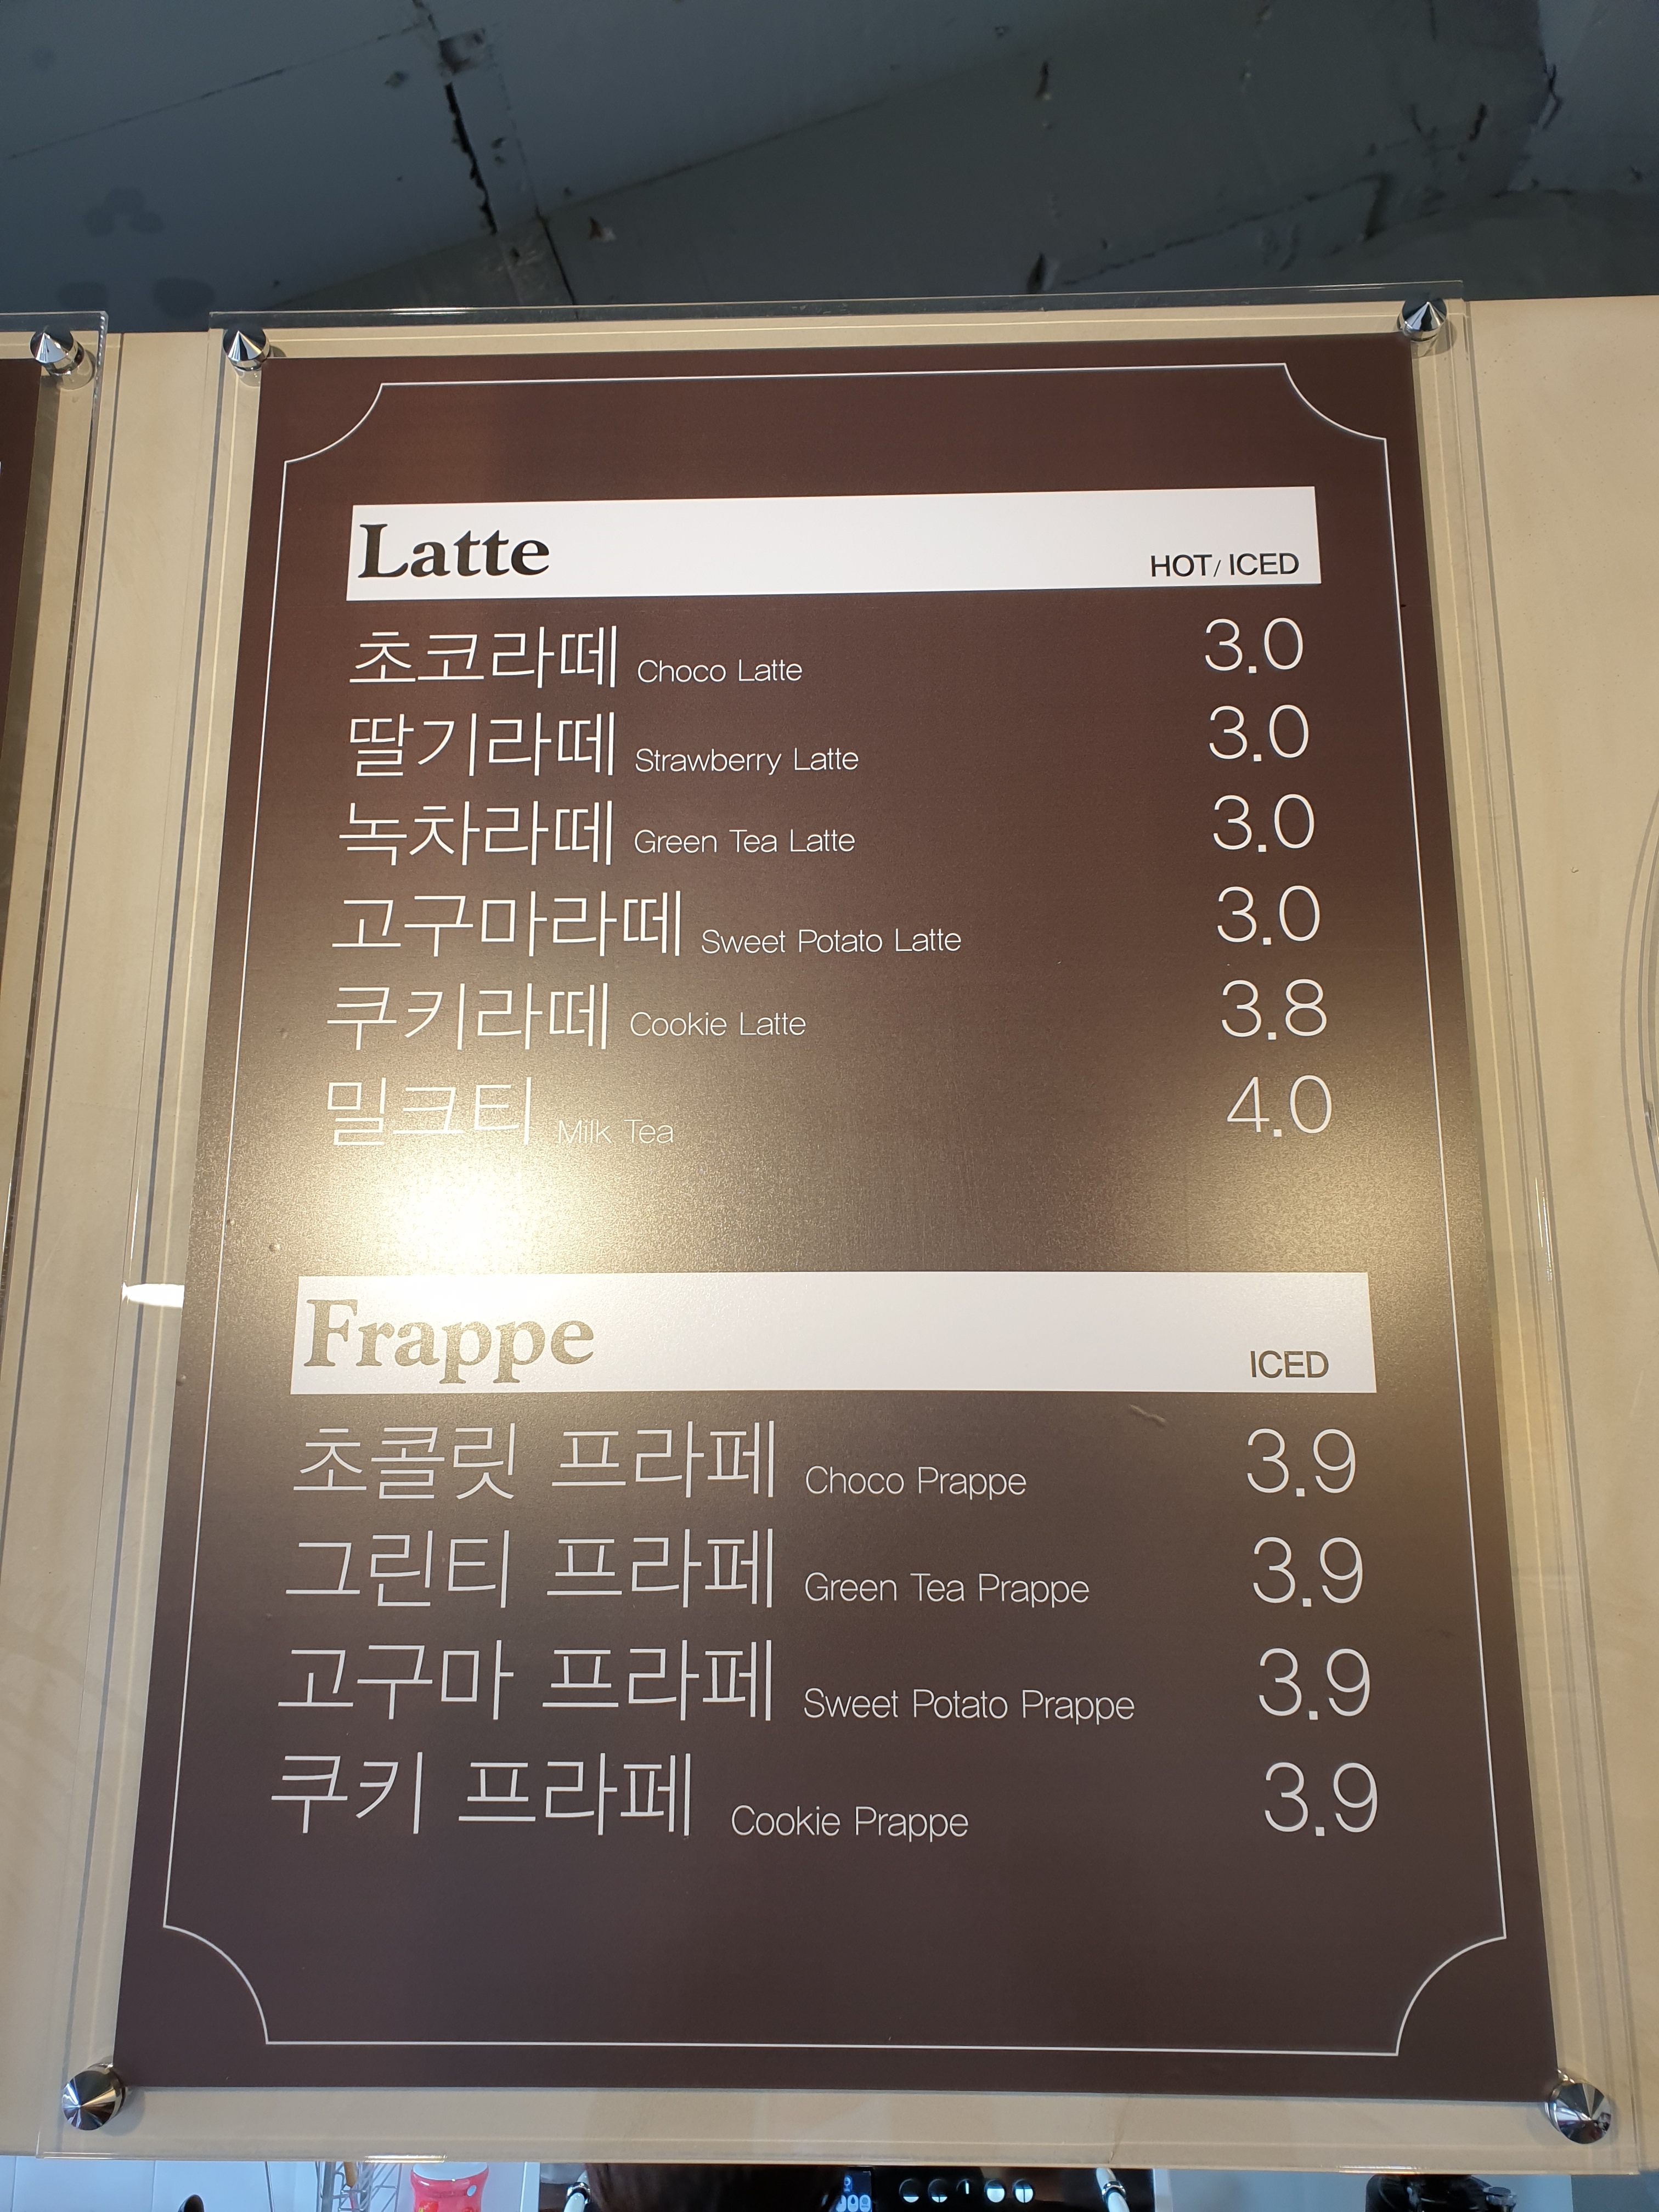 Latte HOT/ ICED
초코라떼 Choco Latte 3.0
딸기라떼 Strawberry Latte 3.0
녹차라떼 Green Tea Latte 3.0
고구마라떼 Sweet Potato Latte 3.0
쿠키라떼 Cookie Latte 3.8
밀크티 Milk Tea 4.0
Frappe ICED
초콜릿 프라페 Choco Prappe 3.9
그린티 프라페 Green Tea Prappe 3.9
고구마 프라페 Sweet Potato Prappe 3.9
쿠키 프라페 Cookie Prappe 3.9